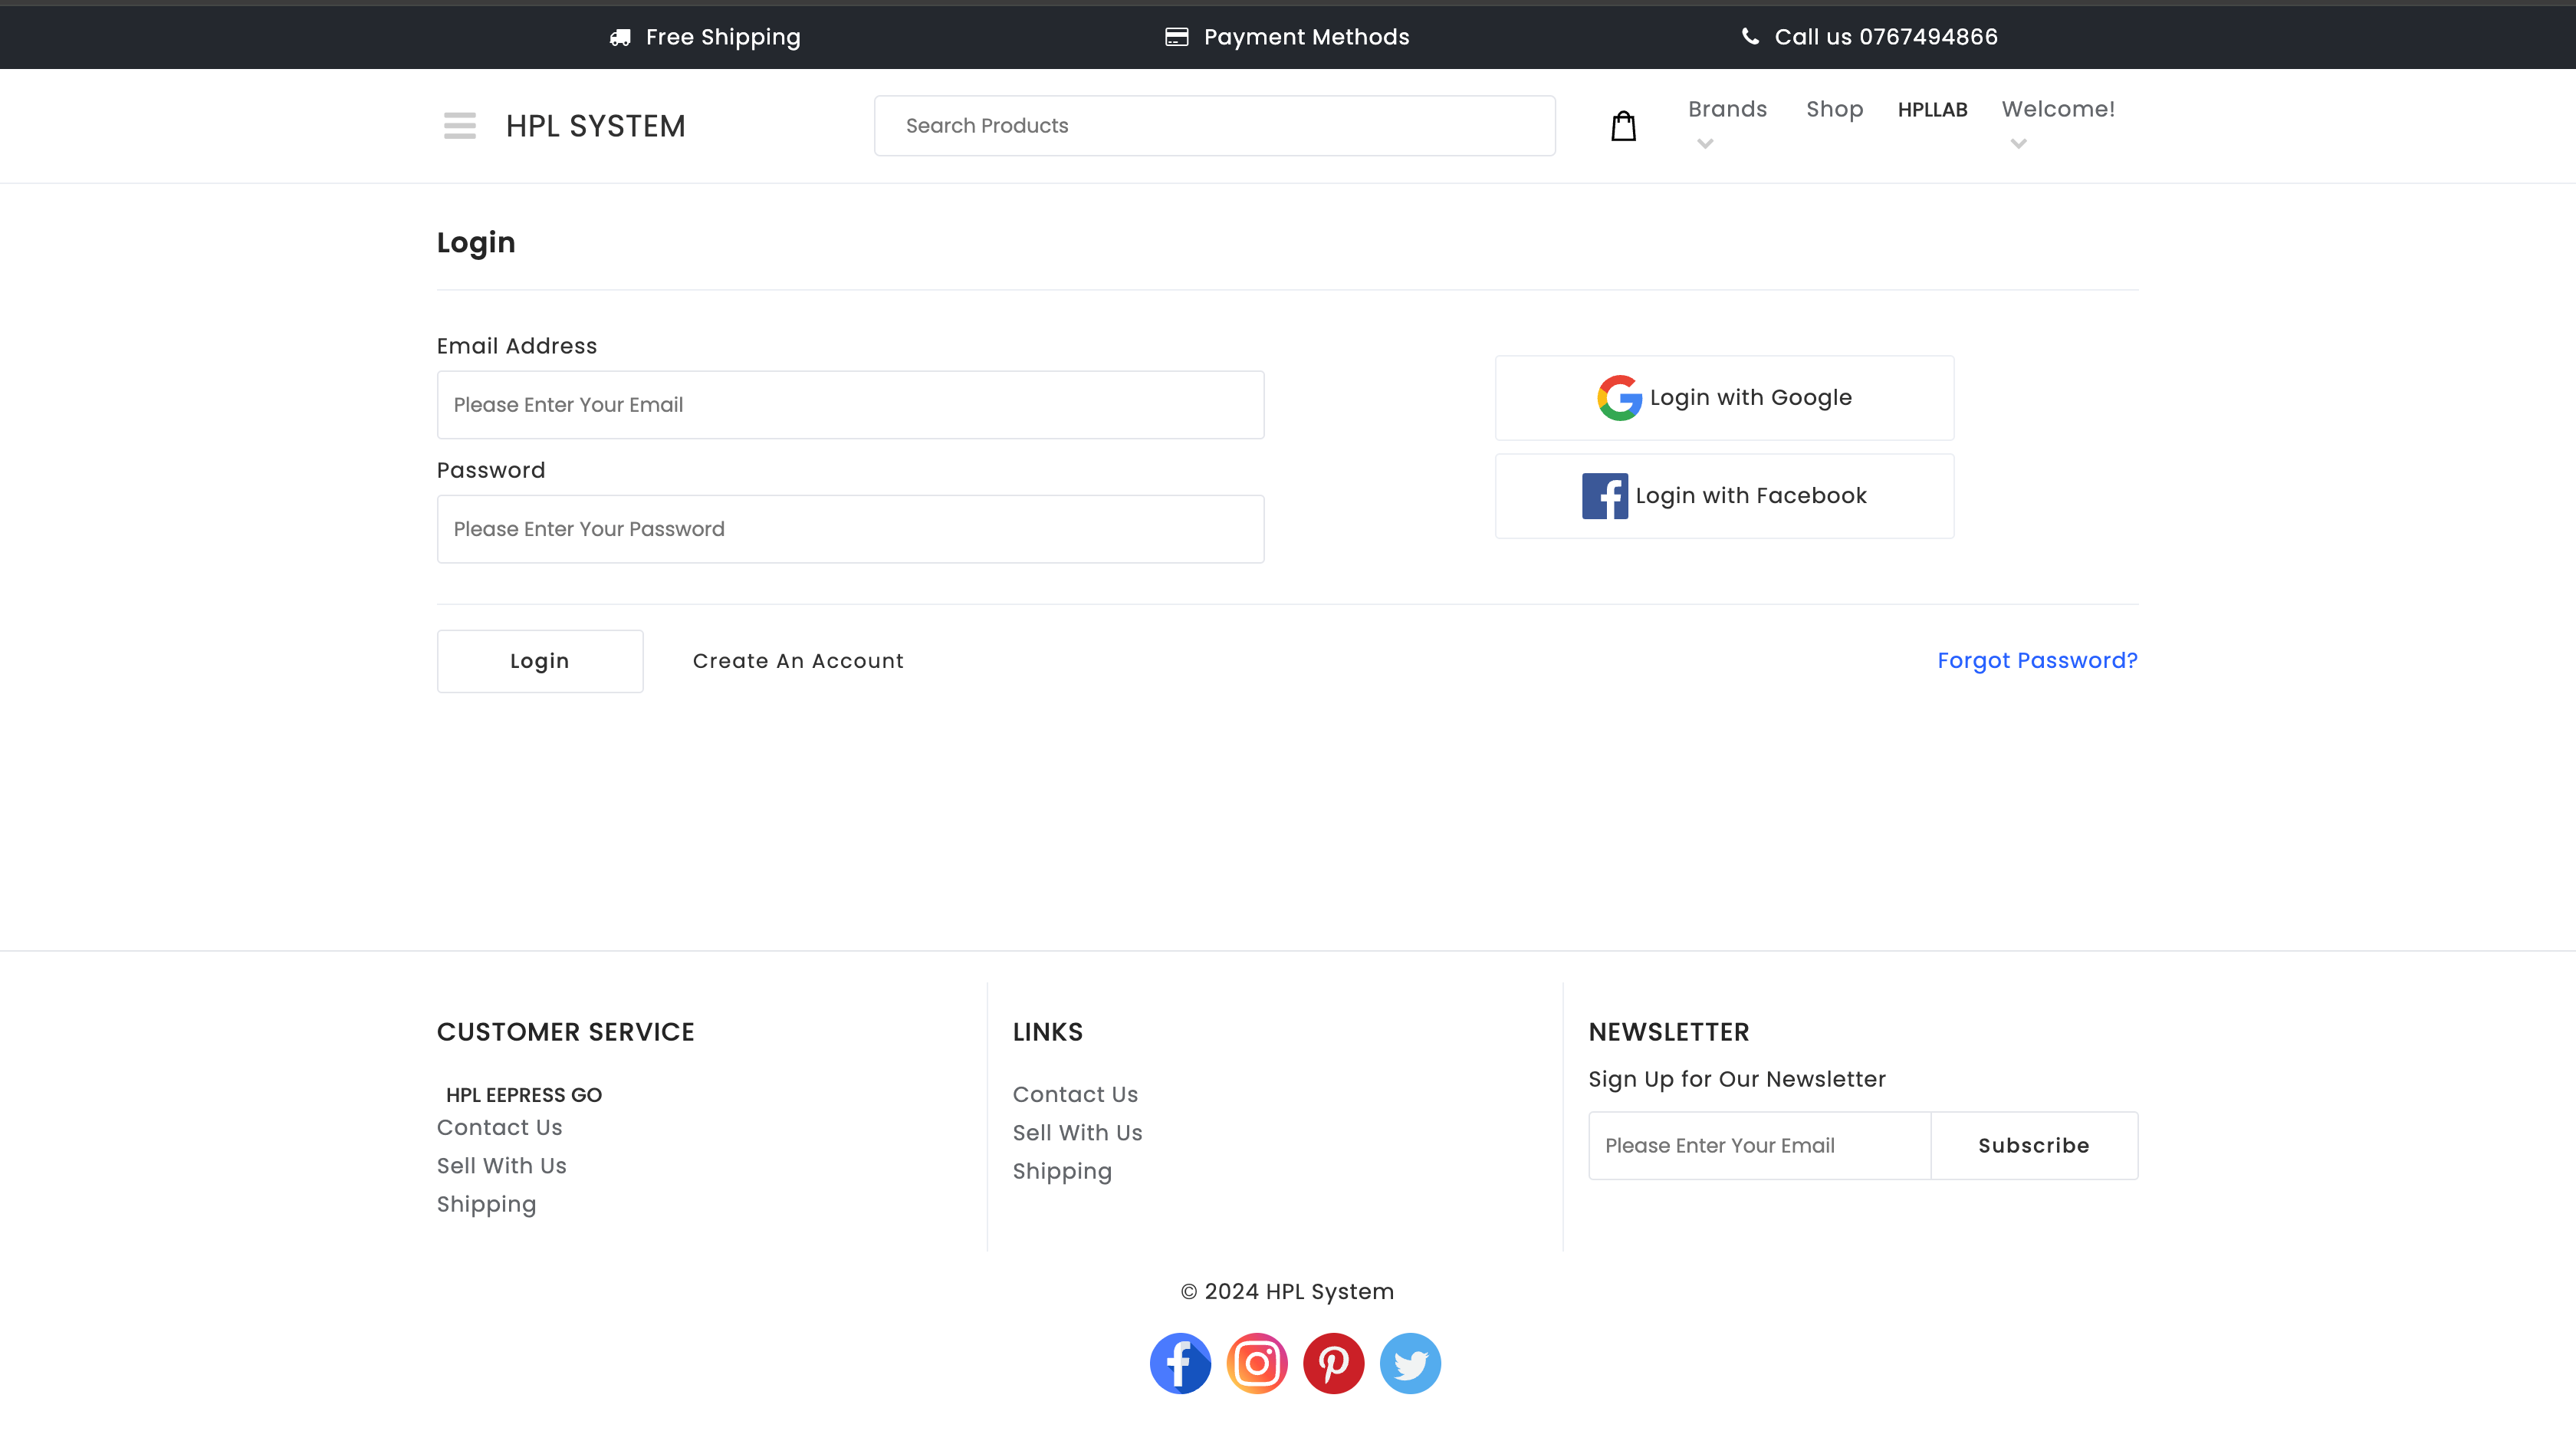 Free Shipping
Payment Methods
Call us 0767494866
HPL SYSTEM
Search Products
Brands
Shop
HPLLAB
Welcome!
Login
Email Address
Please Enter Your Email
Password
Please Enter Your Password
Login with Google
Login with Facebook
Login
Create An Account
Forgot Password?
CUSTOMER SERVICE
HPL EEPRESS GO
Contact Us
Sell With Us
Shipping
LINKS
Contact Us
Sell With Us
Shipping
NEWSLETTER
Sign Up for Our Newsletter
Please Enter Your Email
Subscribe
© 2024 HPL System